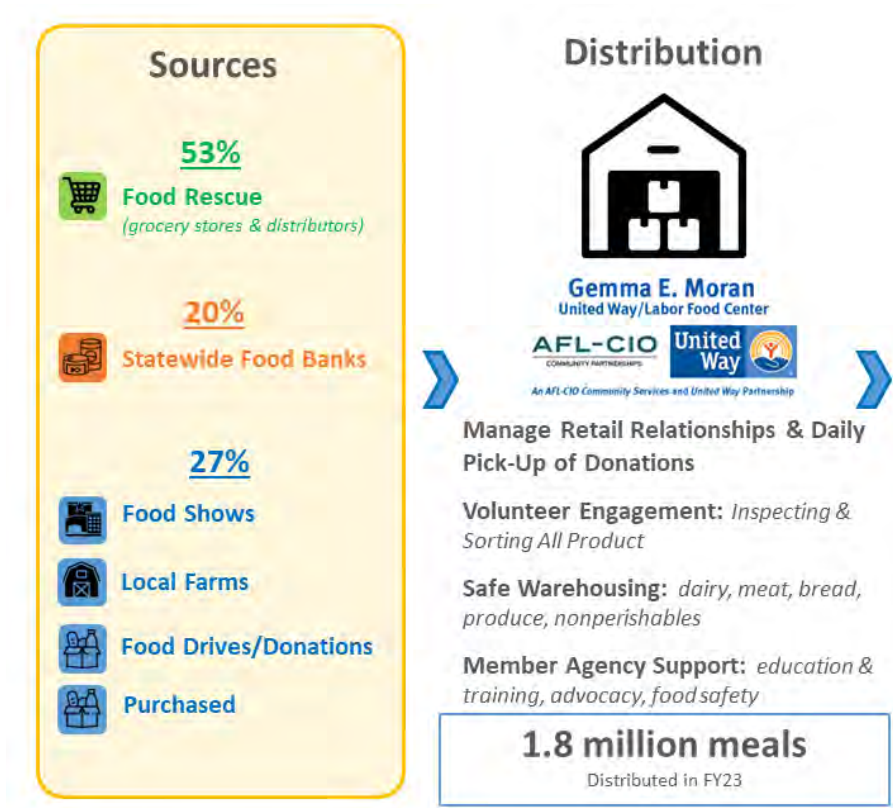 Sources
53%
Food Rescue
(grocery stores & distributors)
20%
Statewide Food Banks
27%
Food Shows
Local Farms
Food Drives/Donations
Purchased
Distribution
Gemma E. Moran
United Way/Labor Food Center
AFL-CIO
COMMUNITY PARTNERSHIPS
United
Way
An AFL-CIO Community Services and United Way Partnership
Manage Retail Relationships & Daily
Pick-Up of Donations
Volunteer Engagement: Inspecting &
Sorting All Product
Safe Warehousing: dairy, meat, bread,
produce, nonperishables
Member Agency Support: education &
training, advocacy, food safety
1.8 million meals
Distributed in FY23